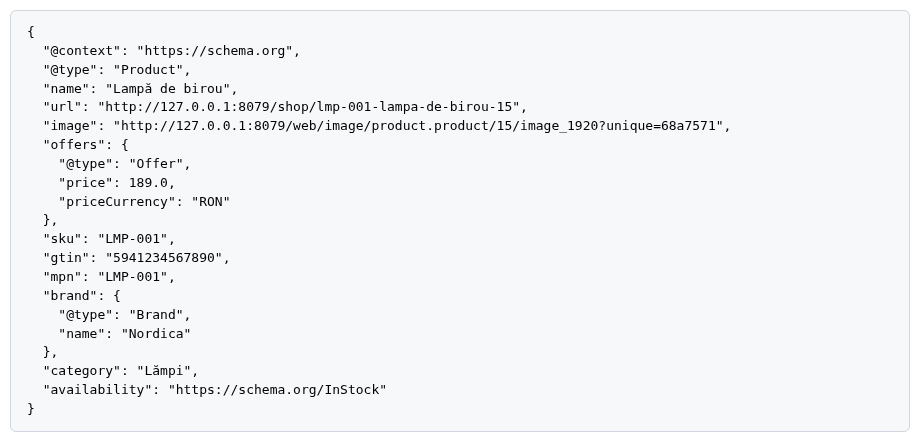 {
  "@context": "https://schema.org",
  "@type": "Product",
  "name": "Lampă de birou",
  "url": "http://127.0.0.1:8079/shop/lmp-001-lampa-de-birou-15",
  "image": "http://127.0.0.1:8079/web/image/product.product/15/image_1920?unique=68a7571",
  "offers": {
    "@type": "Offer",
    "price": 189.0,
    "priceCurrency": "RON"
  },
  "sku": "LMP-001",
  "gtin": "5941234567890",
  "mpn": "LMP-001",
  "brand": {
    "@type": "Brand",
    "name": "Nordica"
  },
  "category": "Lămpi",
  "availability": "https://schema.org/InStock"
}